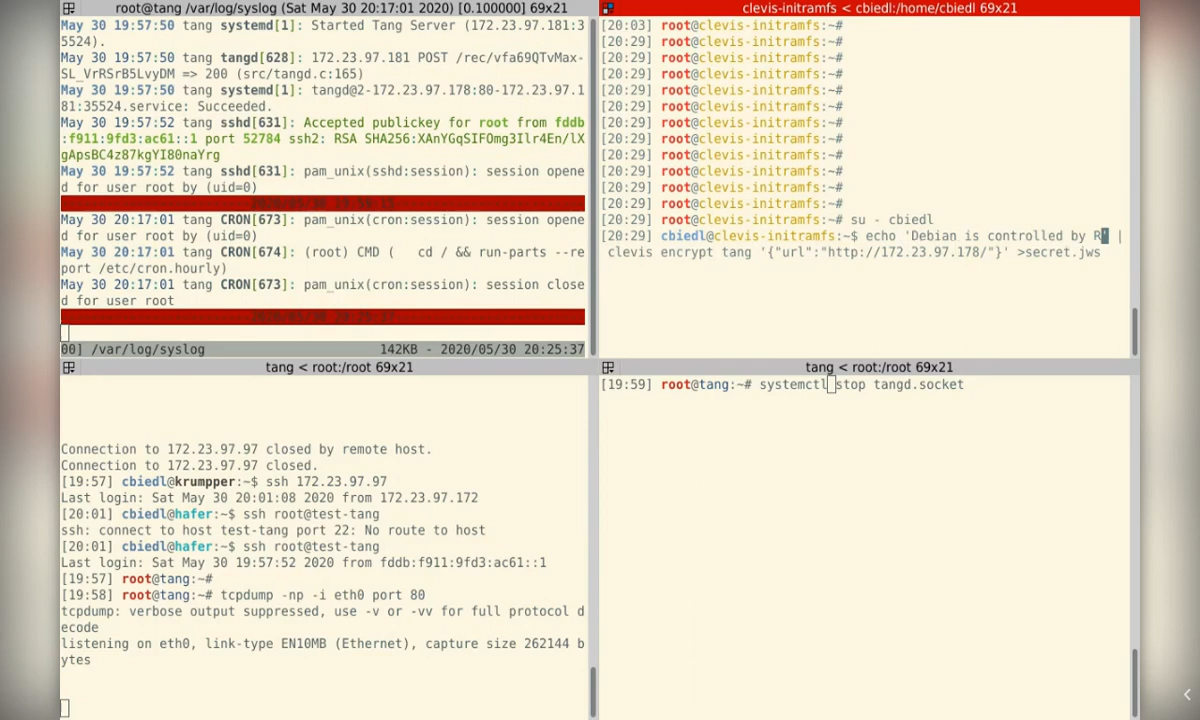 root@tang /var/log/syslog (Sat May 30 20:17:01 2020) [0.100000] 69x21
May 30 19:57:50 tang systemd[1]: Started Tang Server (172.23.97.181:3
5524).
May 30 19:57:50 tang tangd[628]: 172.23.97.181 POST /rec/vfa69QTvMax-
SL_VrRSrB5LvyDM => 200 (src/tangd.c:165)
May 30 19:57:50 tang systemd[1]: tangd@2-172.23.97.178:80-172.23.97.1
81:35524.service: Succeeded.
May 30 19:57:52 tang sshd[631]: Accepted publickey for root from fddb
:f911:9fd3:ac61::1 port 52784 ssh2: RSA SHA256:XAnYGqSIFOmg3Ilr4En/lX
gApsBC4z87kgYI80naYrg
May 30 19:57:52 tang sshd[631]: pam_unix(sshd:session): session opene
d for user root by (uid=0)
May 30 20:17:01 tang CRON[673]: pam_unix(cron:session): session opene
d for user root by (uid=0)
May 30 20:17:01 tang CRON[674]: (root) CMD (   cd / && run-parts --re
port /etc/cron.hourly)
May 30 20:17:01 tang CRON[673]: pam_unix(cron:session): session close
d for user root
2020/05/30 20:25:37
00] /var/log/syslog 142KB - 2020/05/30 20:25:37
clevis-initramfs < cbiedl:/home/cbiedl 69x21
[20:03] root@clevis-initramfs:~#
[20:29] root@clevis-initramfs:~#
[20:29] root@clevis-initramfs:~#
[20:29] root@clevis-initramfs:~#
[20:29] root@clevis-initramfs:~#
[20:29] root@clevis-initramfs:~#
[20:29] root@clevis-initramfs:~#
[20:29] root@clevis-initramfs:~#
[20:29] root@clevis-initramfs:~#
[20:29] root@clevis-initramfs:~#
[20:29] root@clevis-initramfs:~#
[20:29] root@clevis-initramfs:~#
[20:29] root@clevis-initramfs:~# su - cbiedl
[20:29] cbiedl@clevis-initramfs:~$ echo 'Debian is controlled by R' |
clevis encrypt tang '{"url":"http://172.23.97.178/"}' >secret.jws
tang < root:/root 69x21
Connection to 172.23.97.97 closed by remote host.
Connection to 172.23.97.97 closed.
[19:57] cbiedl@krumpper:~$ ssh 172.23.97.97
Last login: Sat May 30 20:01:08 2020 from 172.23.97.172
[20:01] cbiedl@hafer:~$ ssh root@test-tang
ssh: connect to host test-tang port 22: No route to host
[20:01] cbiedl@hafer:~$ ssh root@test-tang
Last login: Sat May 30 19:57:52 2020 from fddb:f911:9fd3:ac61::1
[19:57] root@tang:~#
[19:58] root@tang:~# tcpdump -np -i eth0 port 80
tcpdump: verbose output suppressed, use -v or -vv for full protocol d
ecode
listening on eth0, link-type EN10MB (Ethernet), capture size 262144 b
ytes
tang < root:/root 69x21
[19:59] root@tang:~# systemctl stop tangd.socket